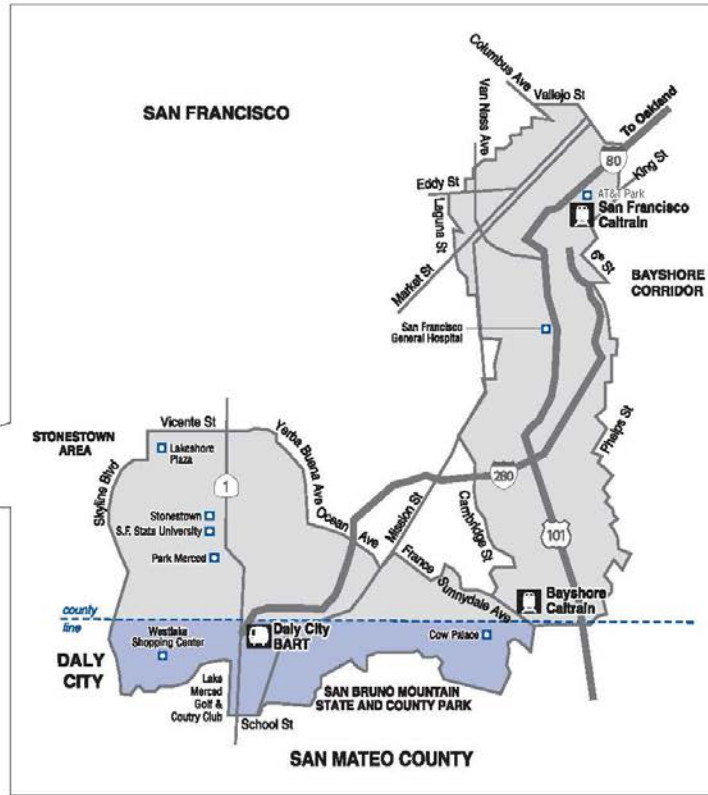 Columbus Ave
Vallejo St
Van Ness Ave
To Oakland
SAN FRANCISCO
80
King St
Eddy St
AT&T Park
San Francisco
Caltrain
Laguna St
6th St
Market St
BAYSHORE
CORRIDOR
San Francisco
General Hospital
Vicente St
STONESTOWN
AREA
Yerba Buena Ave
Phelps St
Lakeshore
Plaza
Skyline Blvd
1
280
Mission St
Cambridge St
Ocean Ave
Stonestown
S.F. State University
101
Park Merced
France
Sunnydale Ave
Bayshore
Caltrain
county
line
Westlake
Shopping Center
Daly City
BART
Cow Palace
DALY
CITY
Lake
Merced
Golf &
Coutry Club
SAN BRUNO MOUNTAIN
STATE AND COUNTY PARK
School St
SAN MATEO COUNTY